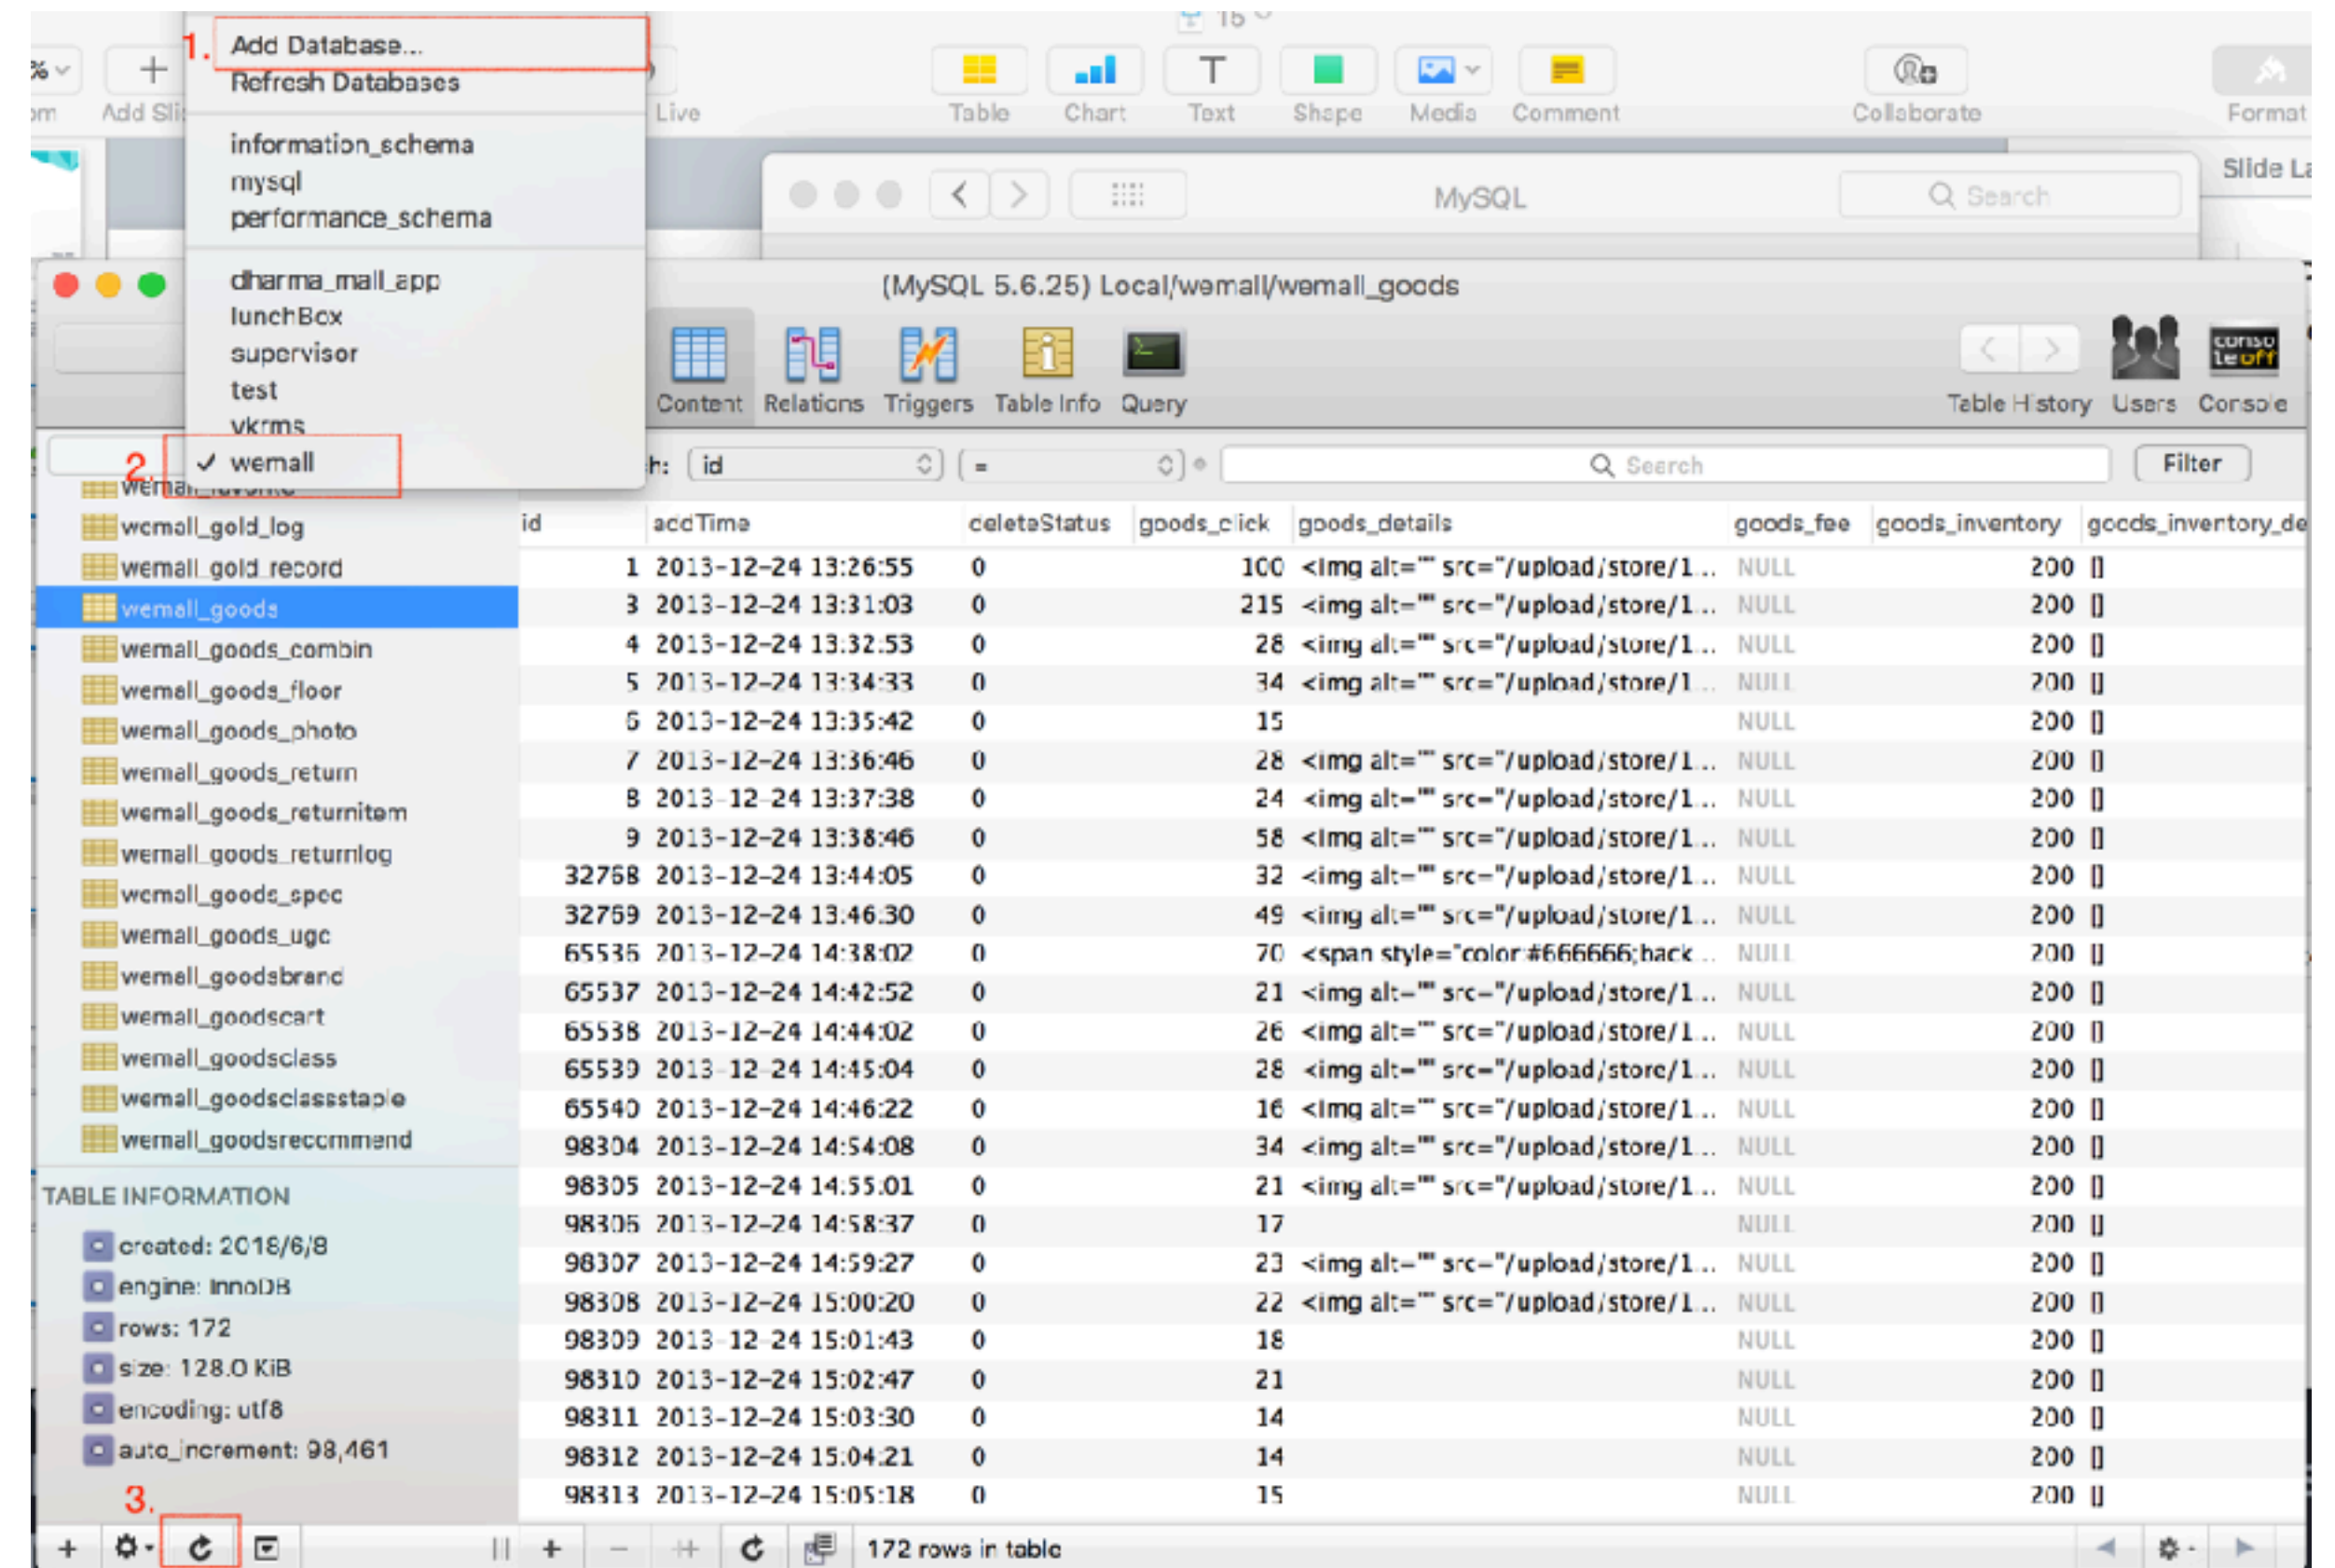 15
1.
Add Database...
Refresh Databases
%
Add Sli
Live
Table
Chart
Text
Shape
Media
Comment
Collaborate
Format
information_schema
mysql
performance_schema
Slide La
MySQL
Search
dharma_mall_app
lunchBox
supervisor
test
vkrms
2.
✓ wemall
(MySQL 5.6.25) Local/wemall/wemall_goods
Content Relations Triggers Table Info Query
Table History Users Console
h: id = Search Filter
wemall_favorite
wemall_gold_log
wemall_gold_record
wemall_goods
wemall_goods_combin
wemall_goods_floor
wemall_goods_photo
wemall_goods_return
wemall_goods_returnitem
wemall_goods_returnlog
wemall_goods_spec
wemall_goods_ugc
wemall_goodsbrand
wemall_goodscart
wemall_goodsclass
wemall_goodsclassstaple
wemall_goodsrecommend
TABLE INFORMATION
created: 2018/6/8
engine: InnoDB
rows: 172
size: 128.0 KiB
encoding: utf8
auto_increment: 98,461
3.
id addTime deleteStatus goods_click goods_details goods_fee goods_inventory goods_inventory_de
1 2013-12-24 13:26:55 0 100 <img alt="" src="/upload/store/1... NULL 200 []
3 2013-12-24 13:31:03 0 215 <img alt="" src="/upload/store/1... NULL 200 []
4 2013-12-24 13:32:53 0 28 <img alt="" src="/upload/store/1... NULL 200 []
5 2013-12-24 13:34:33 0 34 <img alt="" src="/upload/store/1... NULL 200 []
6 2013-12-24 13:35:42 0 15 NULL 200 []
7 2013-12-24 13:36:46 0 28 <img alt="" src="/upload/store/1... NULL 200 []
8 2013-12-24 13:37:38 0 24 <img alt="" src="/upload/store/1... NULL 200 []
9 2013-12-24 13:38:46 0 58 <img alt="" src="/upload/store/1... NULL 200 []
32768 2013-12-24 13:44:05 0 32 <img alt="" src="/upload/store/1... NULL 200 []
32769 2013-12-24 13:46:30 0 49 <img alt="" src="/upload/store/1... NULL 200 []
65536 2013-12-24 14:38:02 0 70 <span style="color:#666666;back... NULL 200 []
65537 2013-12-24 14:42:52 0 21 <img alt="" src="/upload/store/1... NULL 200 []
65538 2013-12-24 14:44:02 0 26 <img alt="" src="/upload/store/1... NULL 200 []
65539 2013-12-24 14:45:04 0 28 <img alt="" src="/upload/store/1... NULL 200 []
65540 2013-12-24 14:46:22 0 16 <img alt="" src="/upload/store/1... NULL 200 []
98304 2013-12-24 14:54:08 0 34 <img alt="" src="/upload/store/1... NULL 200 []
98305 2013-12-24 14:55:01 0 21 <img alt="" src="/upload/store/1... NULL 200 []
98306 2013-12-24 14:58:37 0 17 NULL 200 []
98307 2013-12-24 14:59:27 0 23 <img alt="" src="/upload/store/1... NULL 200 []
98308 2013-12-24 15:00:20 0 22 <img alt="" src="/upload/store/1... NULL 200 []
98309 2013-12-24 15:01:43 0 18 NULL 200 []
98310 2013-12-24 15:02:47 0 21 NULL 200 []
98311 2013-12-24 15:03:30 0 14 NULL 200 []
98312 2013-12-24 15:04:21 0 14 NULL 200 []
98313 2013-12-24 15:05:18 0 15 NULL 200 []
172 rows in table